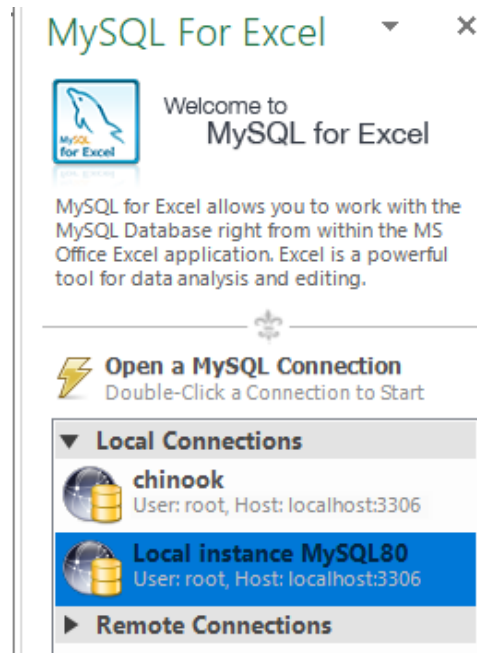 MySQL For Excel
MySQL
for Excel
Welcome to
MySQL for Excel
MySQL for Excel allows you to work with the
MySQL Database right from within the MS
Office Excel application. Excel is a powerful
tool for data analysis and editing.
Open a MySQL Connection
Double-Click a Connection to Start
Local Connections
chinook
User: root, Host: localhost:3306
Local instance MySQL80
User: root, Host: localhost:3306
Remote Connections